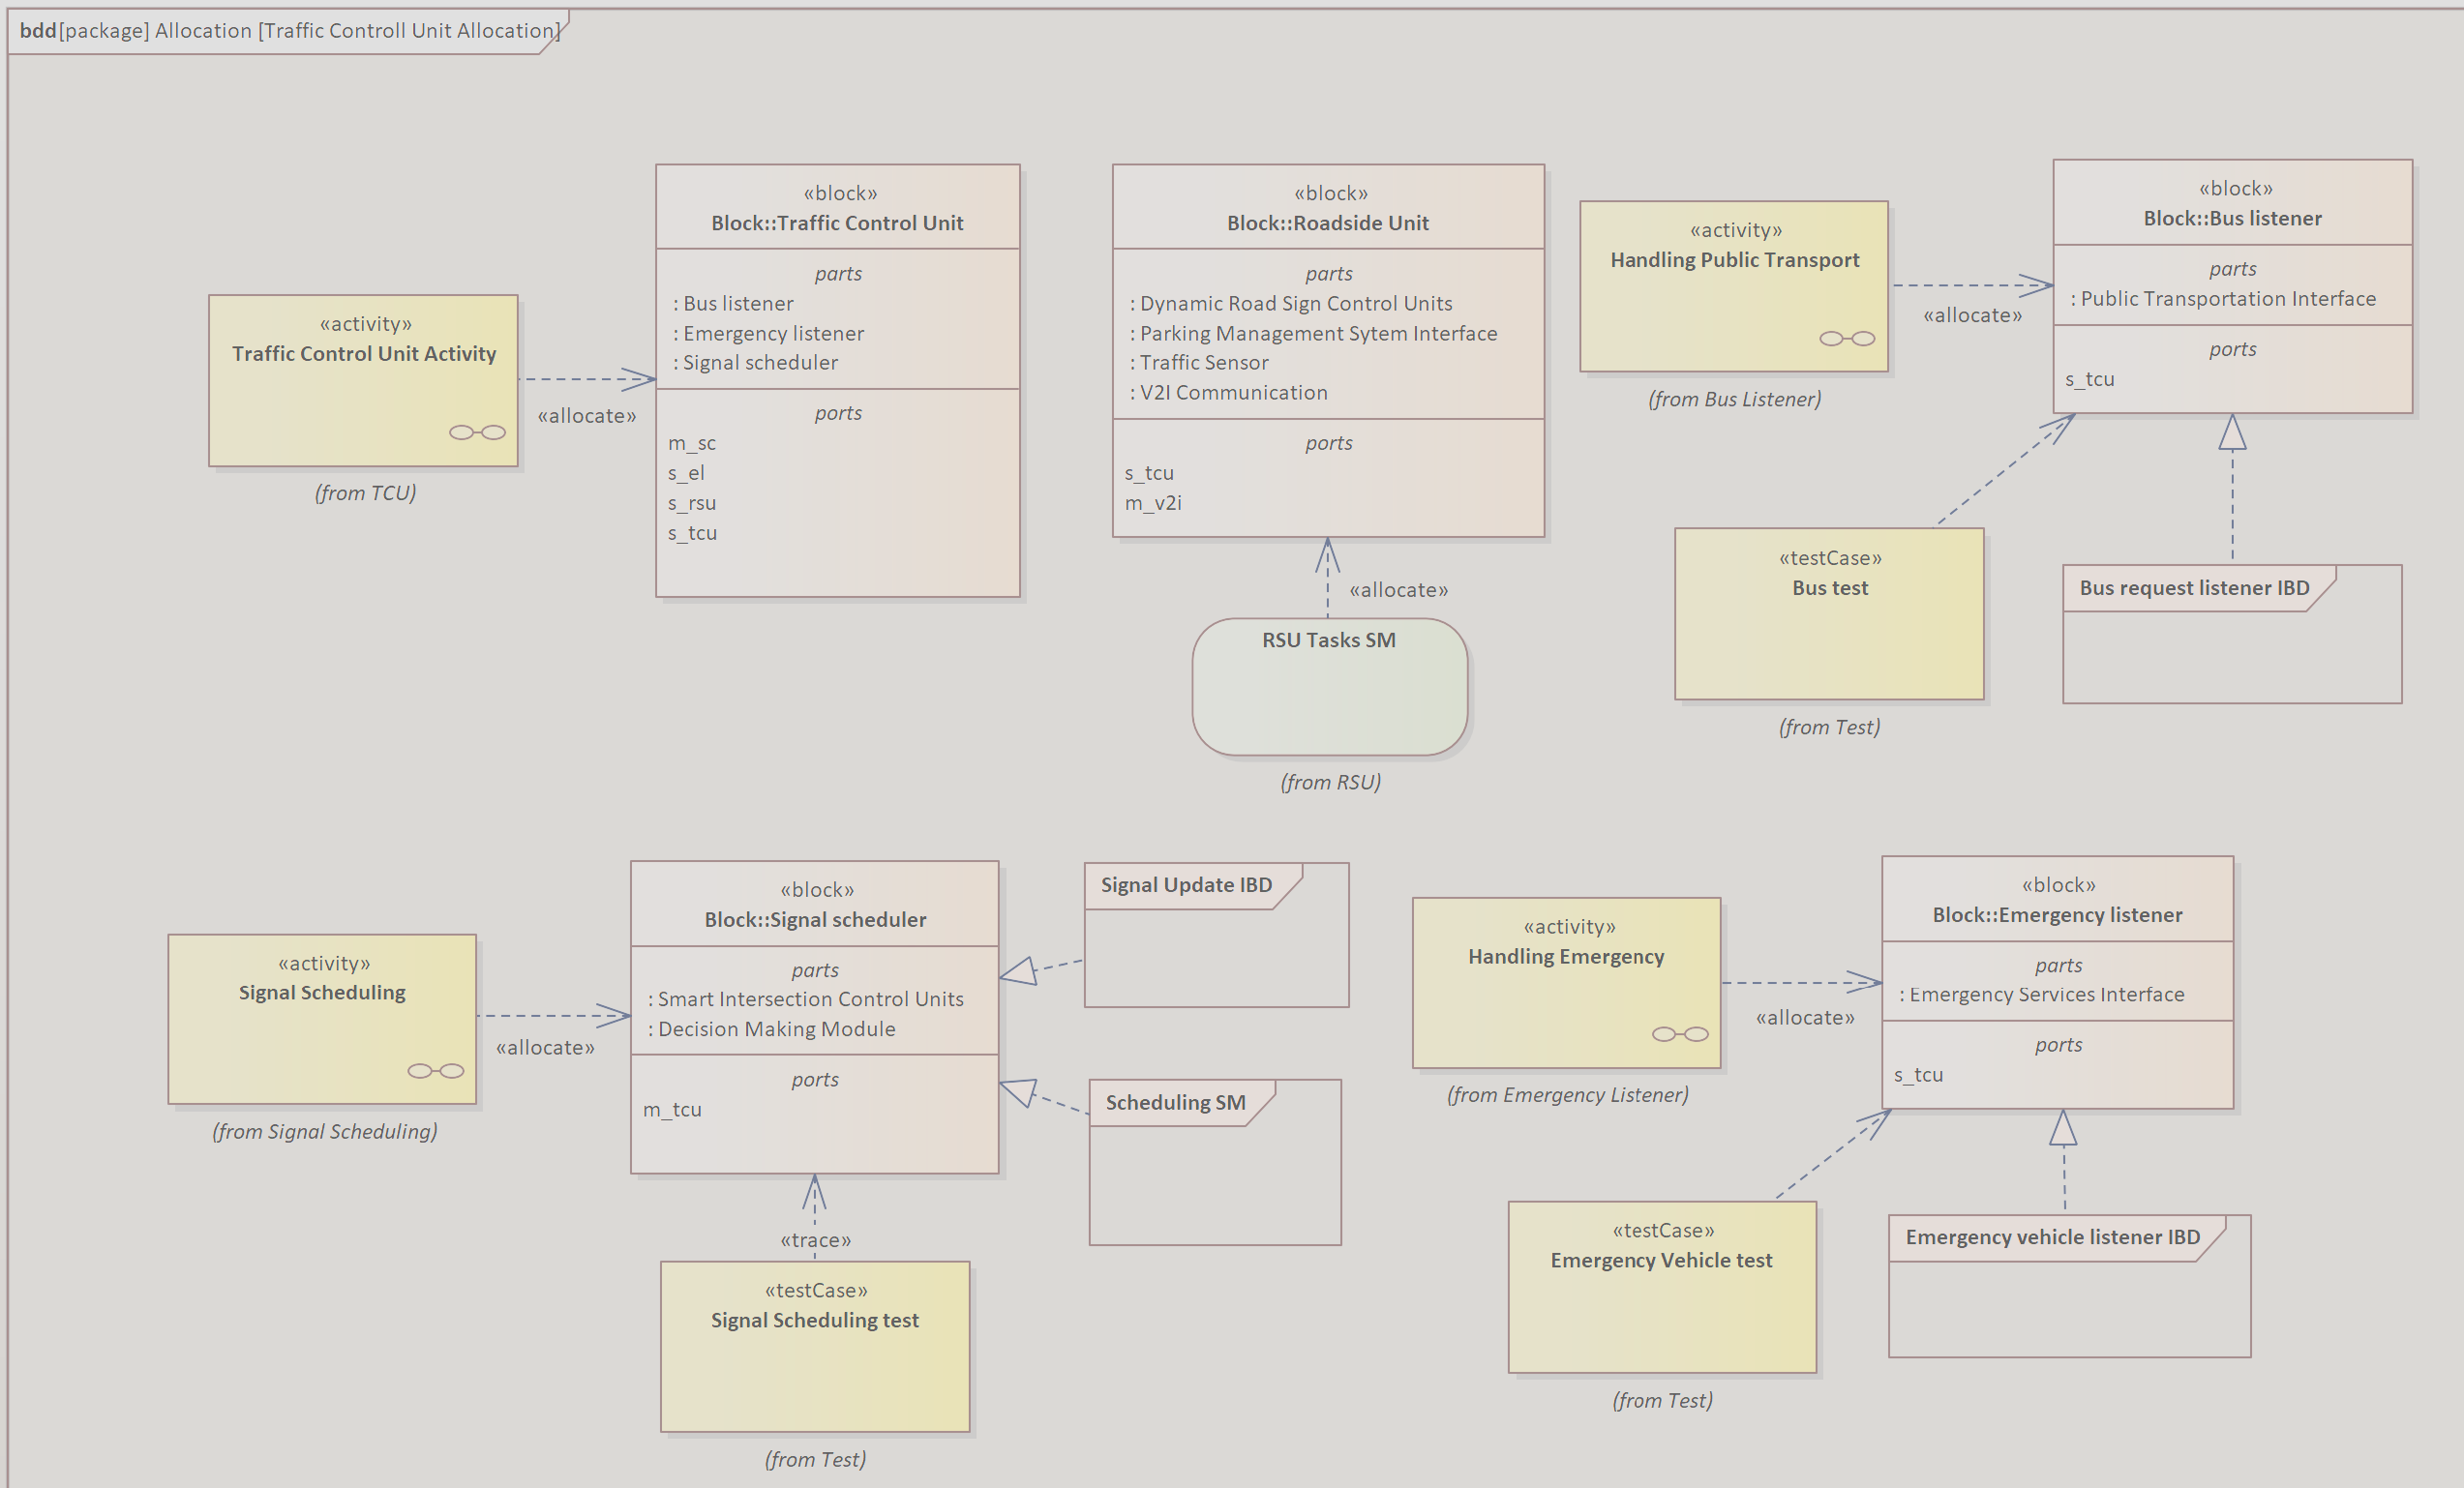 bdd[package] Allocation [Traffic Controll Unit Allocation]
«activity»
Traffic Control Unit Activity
(from TCU)
«allocate»
«block»
Block::Traffic Control Unit
parts
: Bus listener
: Emergency listener
: Signal scheduler
ports
m_sc
s_el
s_rsu
s_tcu
«block»
Block::Roadside Unit
parts
: Dynamic Road Sign Control Units
: Parking Management Sytem Interface
: Traffic Sensor
: V2I Communication
ports
s_tcu
m_v2i
«allocate»
RSU Tasks SM
(from RSU)
«activity»
Handling Public Transport
(from Bus Listener)
«allocate»
«block»
Block::Bus listener
parts
: Public Transportation Interface
ports
s_tcu
«testCase»
Bus test
(from Test)
Bus request listener IBD
«activity»
Signal Scheduling
(from Signal Scheduling)
«allocate»
«block»
Block::Signal scheduler
parts
: Smart Intersection Control Units
: Decision Making Module
ports
m_tcu
Signal Update IBD
Scheduling SM
«trace»
«testCase»
Signal Scheduling test
(from Test)
«activity»
Handling Emergency
(from Emergency Listener)
«allocate»
«block»
Block::Emergency listener
parts
: Emergency Services Interface
ports
s_tcu
«testCase»
Emergency Vehicle test
(from Test)
Emergency vehicle listener IBD